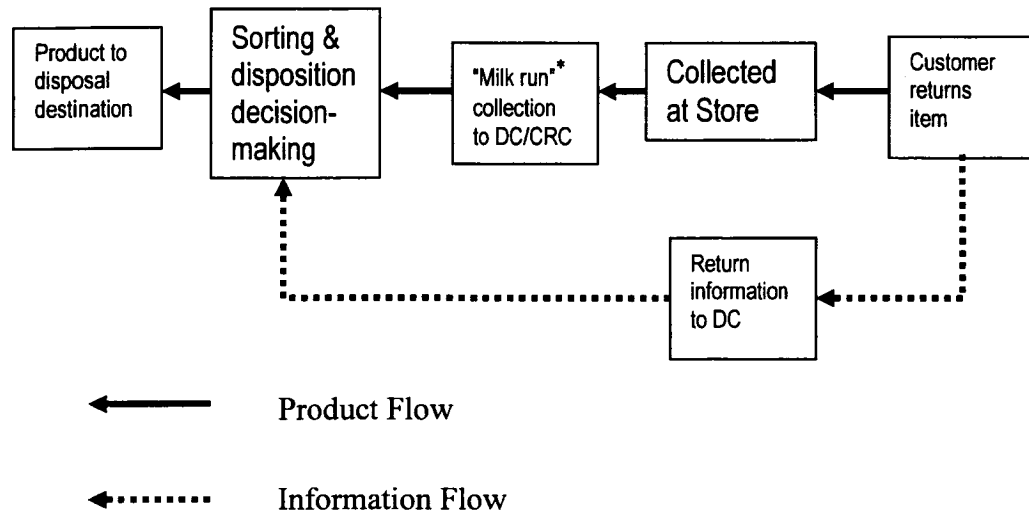 Product to
disposal
destination
Sorting &
disposition
decision-
making
"Milk run"*
collection
to DC/CRC
Collected
at Store
Customer
returns
item
Return
information
to DC
Product Flow
Information Flow